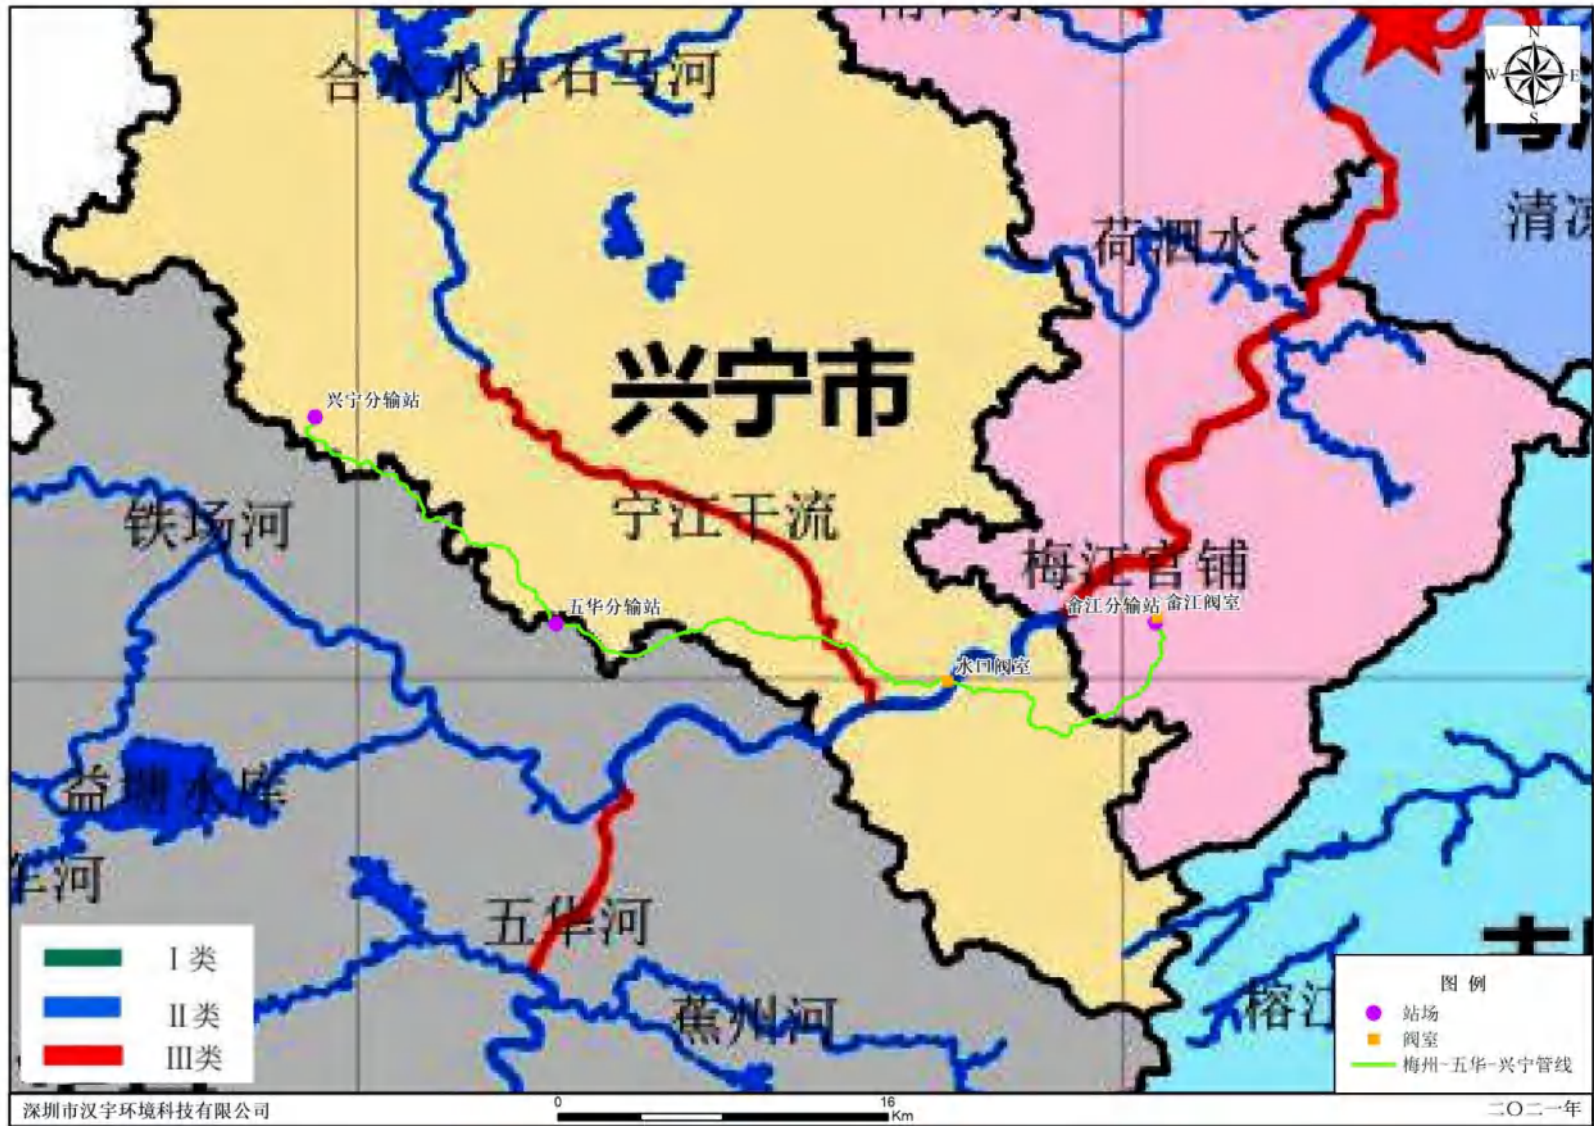 N
W
E
S
合水水库
石马河
清凉
荷泗水
兴宁市
兴宁分输站
铁场河
宁江干流
梅江官铺
五华分输站
畲江分输站
畲江阀室
水口阀室
益塘水库
华河
五华河
蕉州河
榕江
I 类
II 类
III类
图 例
站场
阀室
梅州-五华-兴宁管线
深圳市汉宇环境科技有限公司
0
16
Km
二〇二一年